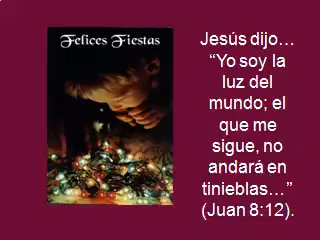 Felices Fiestas
Jesús dijo…
“Yo soy la
luz del
mundo; el
que me
sigue, no
andará en
tinieblas…”
(Juan 8:12).